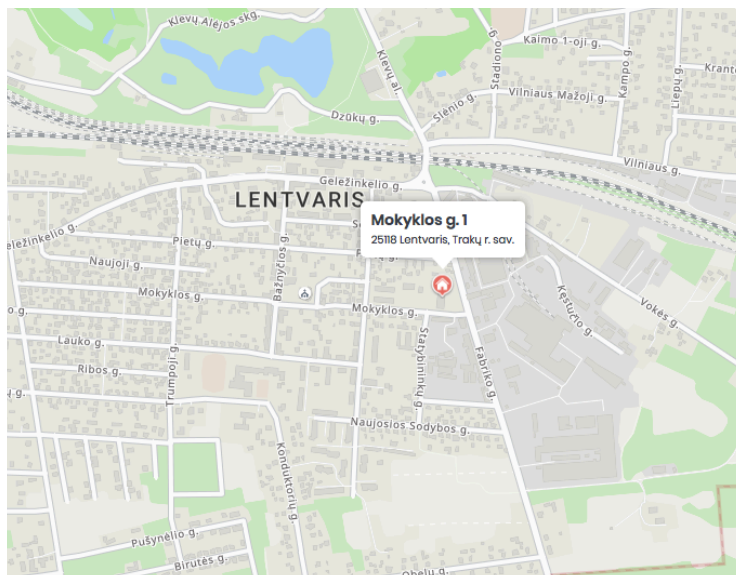 Klevų Alėjos skg.
Klevų al.
Stadiono g.
Kaimo 1-oji g.
Kampo g.
Liepų g.
Kranto
Vilniaus Mažoji g.
Slėnio g.
Dzūkų g.
Vilniaus g.
Geležinkelio g.
LENTVARIS
Mokyklos g. 1
25118 Lentvaris, Trakų r. sav.
Geležinkelio g.
Pietų g.
Naujoji g.
Bažnyčios g.
Mokyklos g.
Mokyklos g.
Kęstučio g.
Vokės g.
Lauko g.
Ribos g.
Trumpoji g.
Statybininkų g.
Fabriko g.
Naujosios Sodybos g.
Konduktorių g.
Pušynėlio g.
Birutės g.
Obelų g.